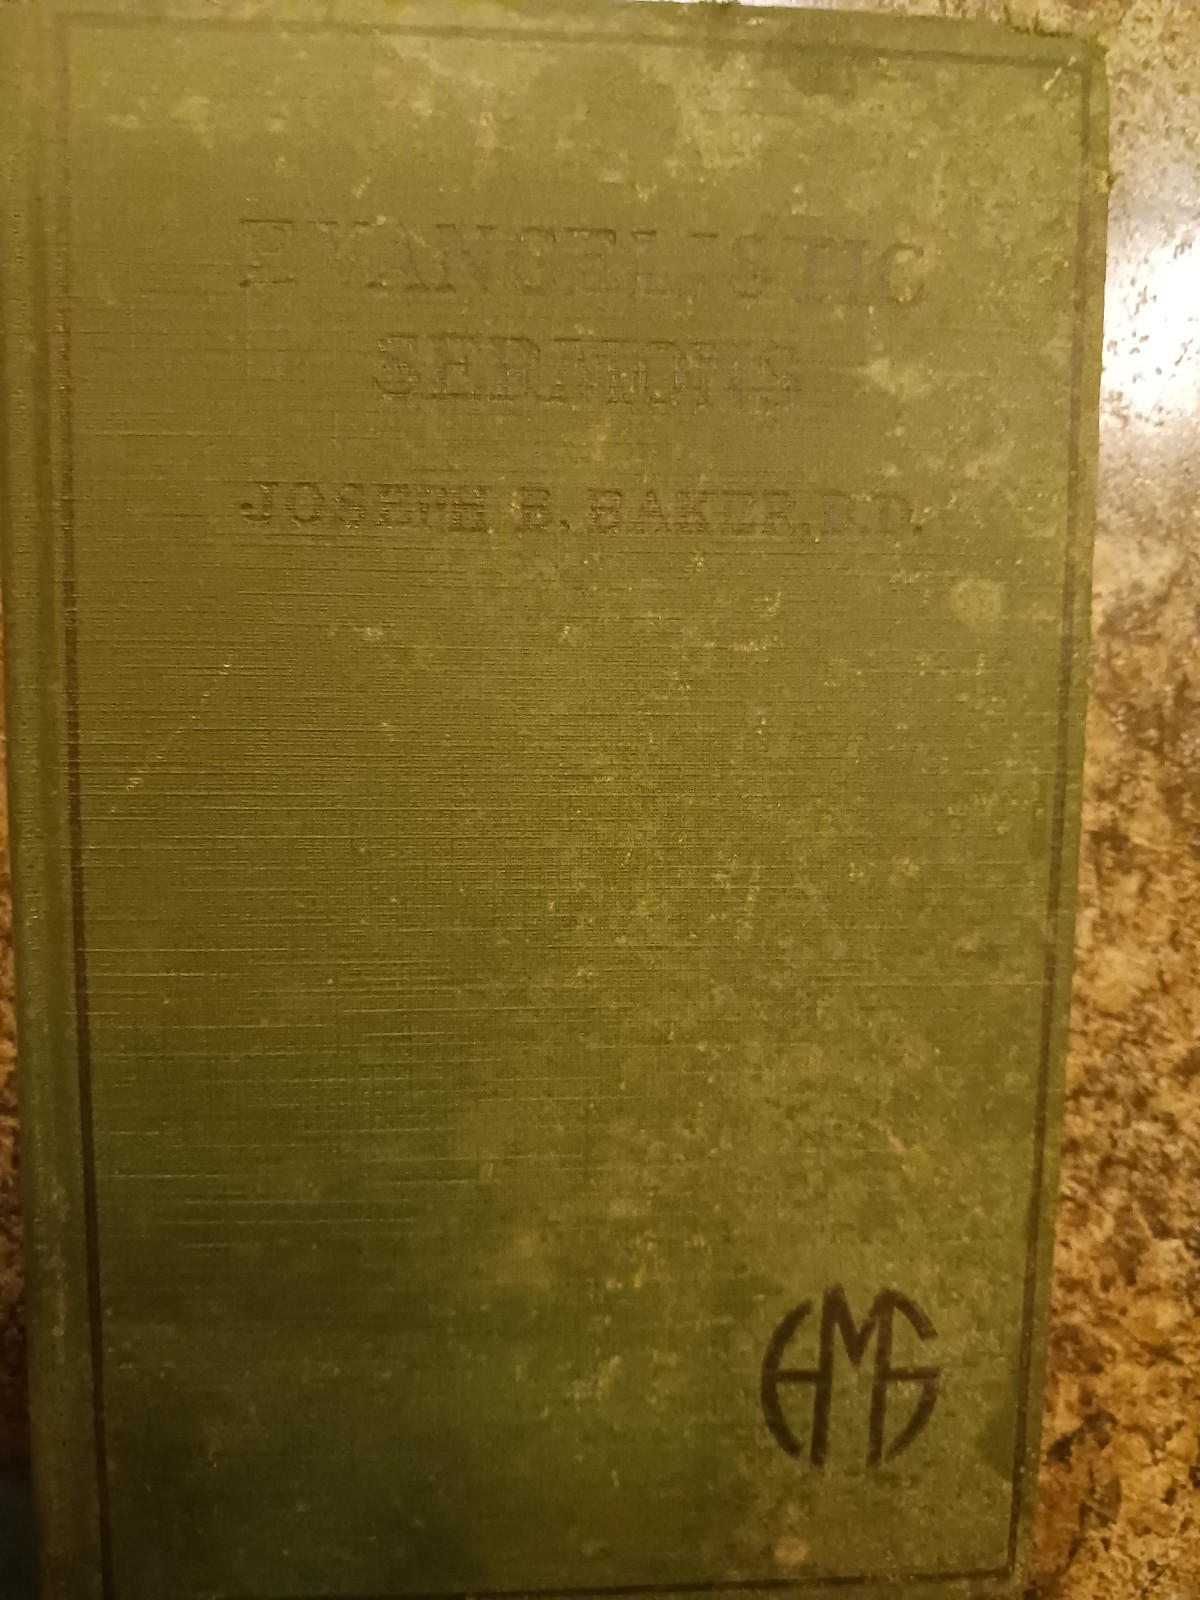 EVANGELISTIC
SERMONS
JOSEPH B. BAKER, D.D.